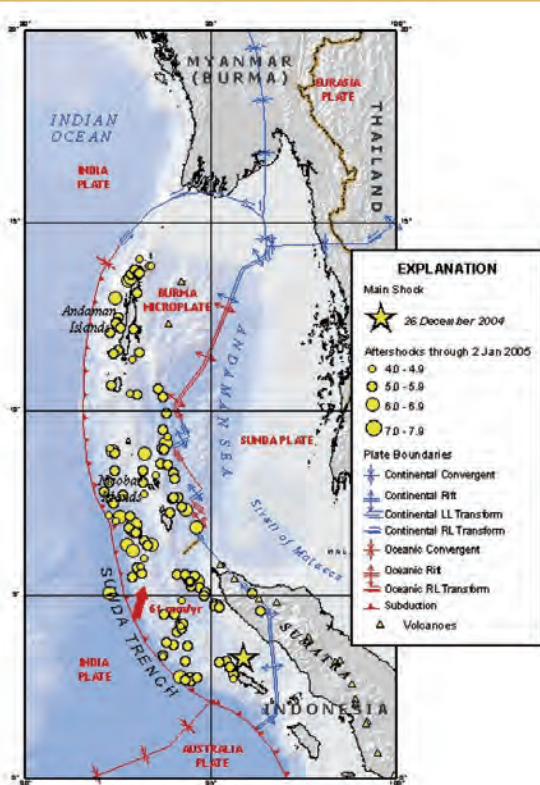 MYANMAR
(BURMA)
EURASIA
PLATE
THAILAND
INDIAN
OCEAN
INDIA
PLATE
BURMA
MICROPLATE
Andaman
Islands
ANDAMAN SEA
SUNDA PLATE
Nicobar
Islands
Strait of Malacca
SUNDA TRENCH
61 mm/yr
SUMATRA
INDIA
PLATE
INDONESIA
AUSTRALIA
PLATE
EXPLANATION
Main Shock
26 December 2004
Aftershocks through 2 Jan 2005
4.0 - 4.9
5.0 - 5.9
6.0 - 6.9
7.0 - 7.9
Plate Boundaries
Continental Convergent
Continental Rift
Continental LL Transform
Continental RL Transform
Oceanic Convergent
Oceanic Rift
Oceanic RL Transform
Subduction
Volcanoes